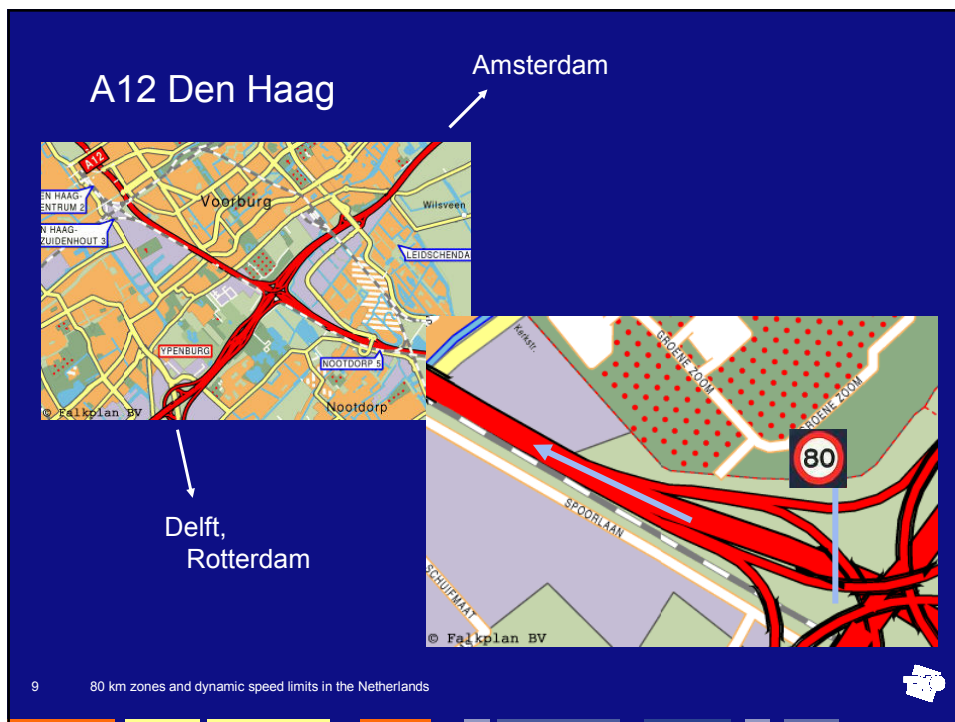 A12 Den Haag
Amsterdam
A12
EN HAAG-
ENTRUM 2
N HAAG-
ZUIDENHOUT 3
Voorburg
Wilsveen
LEIDSCHENDA
YPENBURG
NOOTDORP 5
Nootdorp
© Falkplan BV
Kerkstr.
GROENE ZOOM
GROENE ZOOM
80
SPOORLAAN
SCHUIFMAAT
© Falkplan BV
Delft,
Rotterdam
9 80 km zones and dynamic speed limits in the Netherlands